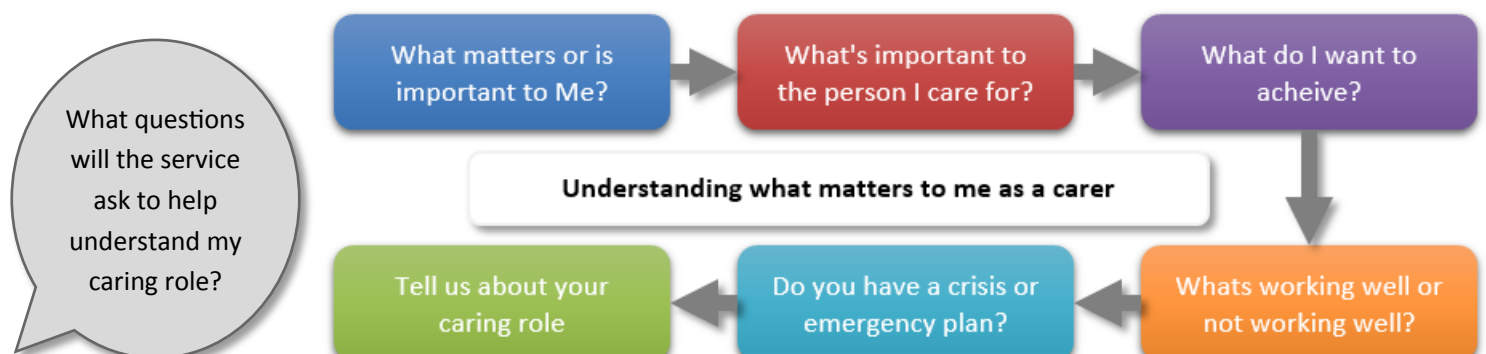 What questions
will the service
ask to help
understand my
caring role?
What matters or is
important to Me?
What's important to
the person I care for?
What do I want to
acheive?
Understanding what matters to me as a carer
Whats working well or
not working well?
Do you have a crisis or
emergency plan?
Tell us about your
caring role